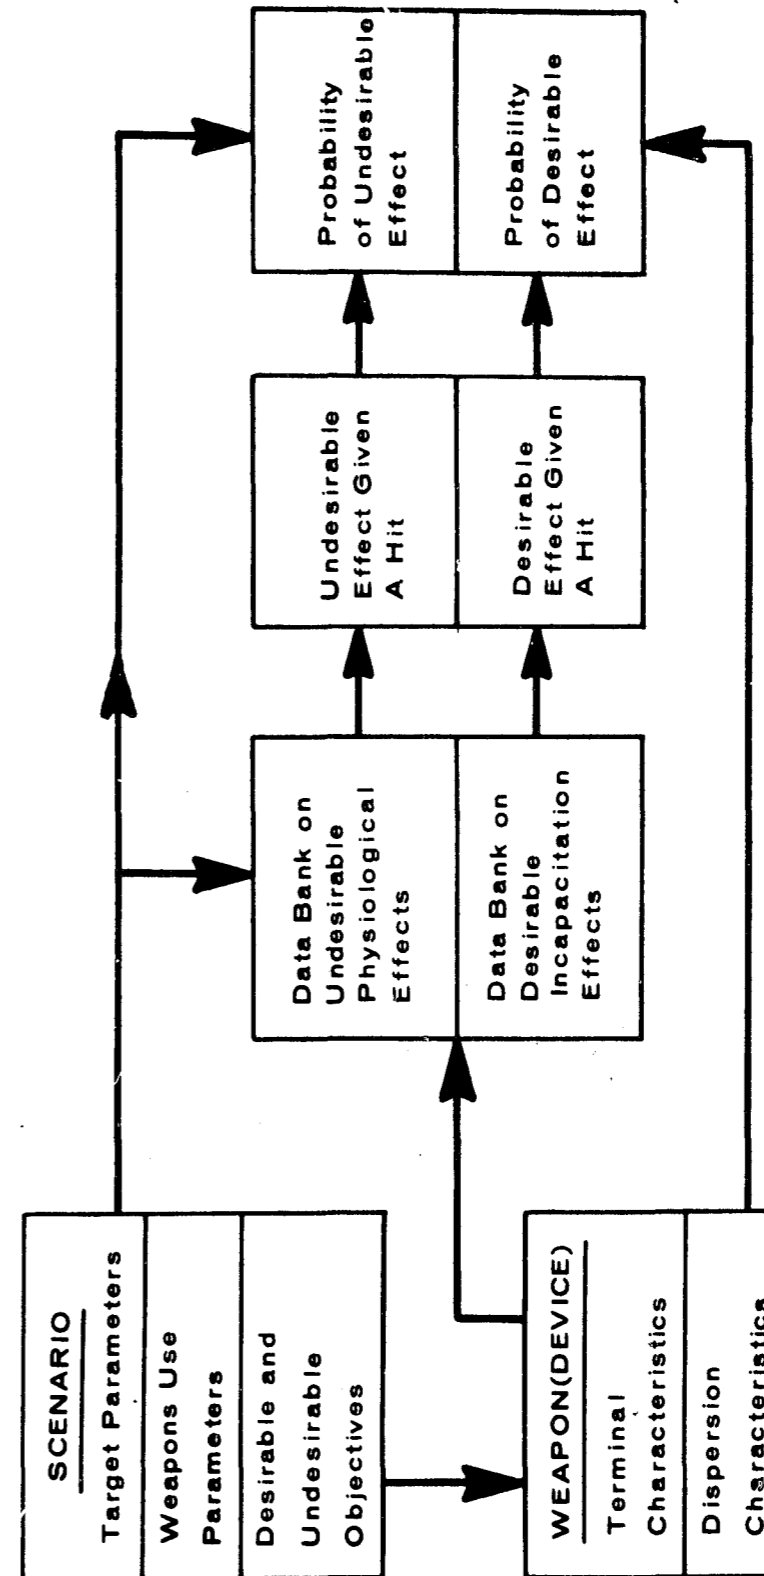 SCENARIO
Target Parameters
Weapons Use
Parameters
Desirable and
Undesirable
Objectives
WEAPON(DEVICE)
Terminal
Characteristics
Dispersion
Characteristics
Data Bank on
Undesirable
Physiological
Effects
Data Bank on
Desirable
Incapacitation
Effects
Undesirable
Effect Given
A Hit
Desirable
Effect Given
A Hit
Probability
of Undesirable
Effect
Probability
of Desirable
Effect